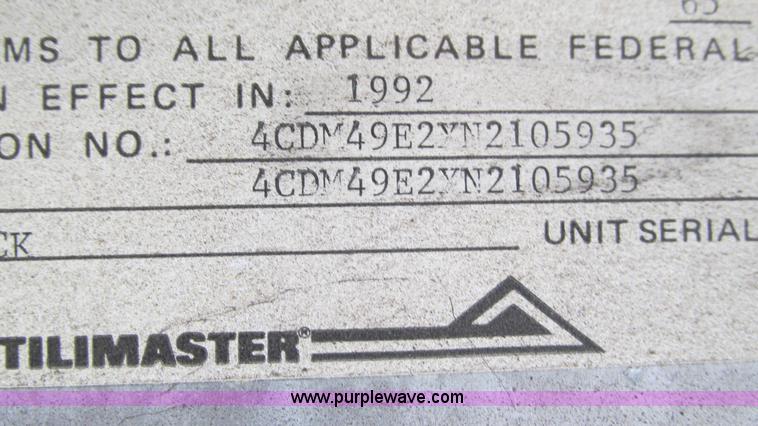 65
MS TO ALL APPLICABLE FEDERAL
N EFFECT IN: 1992
ON NO.: 4CDM49E2YN2105935
4CDM49E2YN2105935
CK UNIT SERIAL
TILIMASTER®
www.purplewave.com